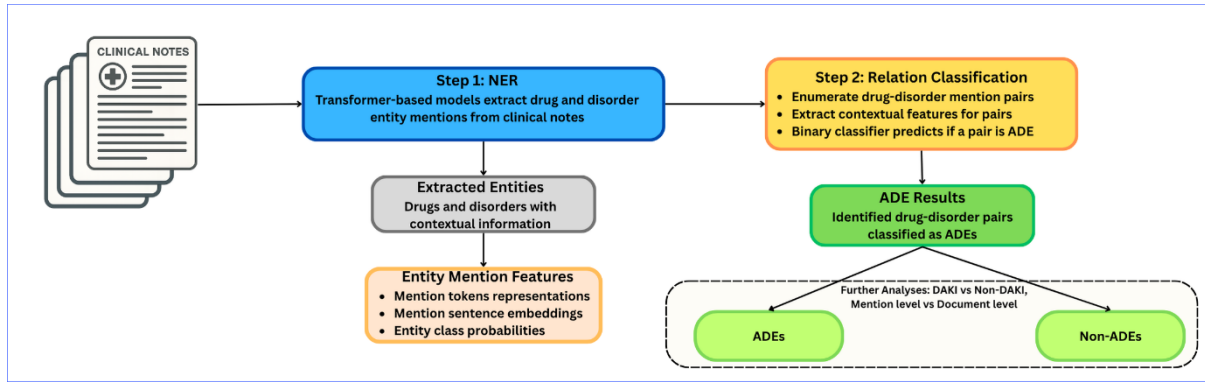 CLINICAL NOTES
Step 1: NER
Transformer-based models extract drug and disorder
entity mentions from clinical notes
Extracted Entities
Drugs and disorders with
contextual information
Entity Mention Features
• Mention tokens representations
• Mention sentence embeddings
• Entity class probabilities
Step 2: Relation Classification
• Enumerate drug-disorder mention pairs
• Extract contextual features for pairs
• Binary classifier predicts if a pair is ADE
ADE Results
Identified drug-disorder pairs
classified as ADEs
Further Analyses: DAKI vs Non-DAKI,
Mention level vs Document level
ADEs
Non-ADEs